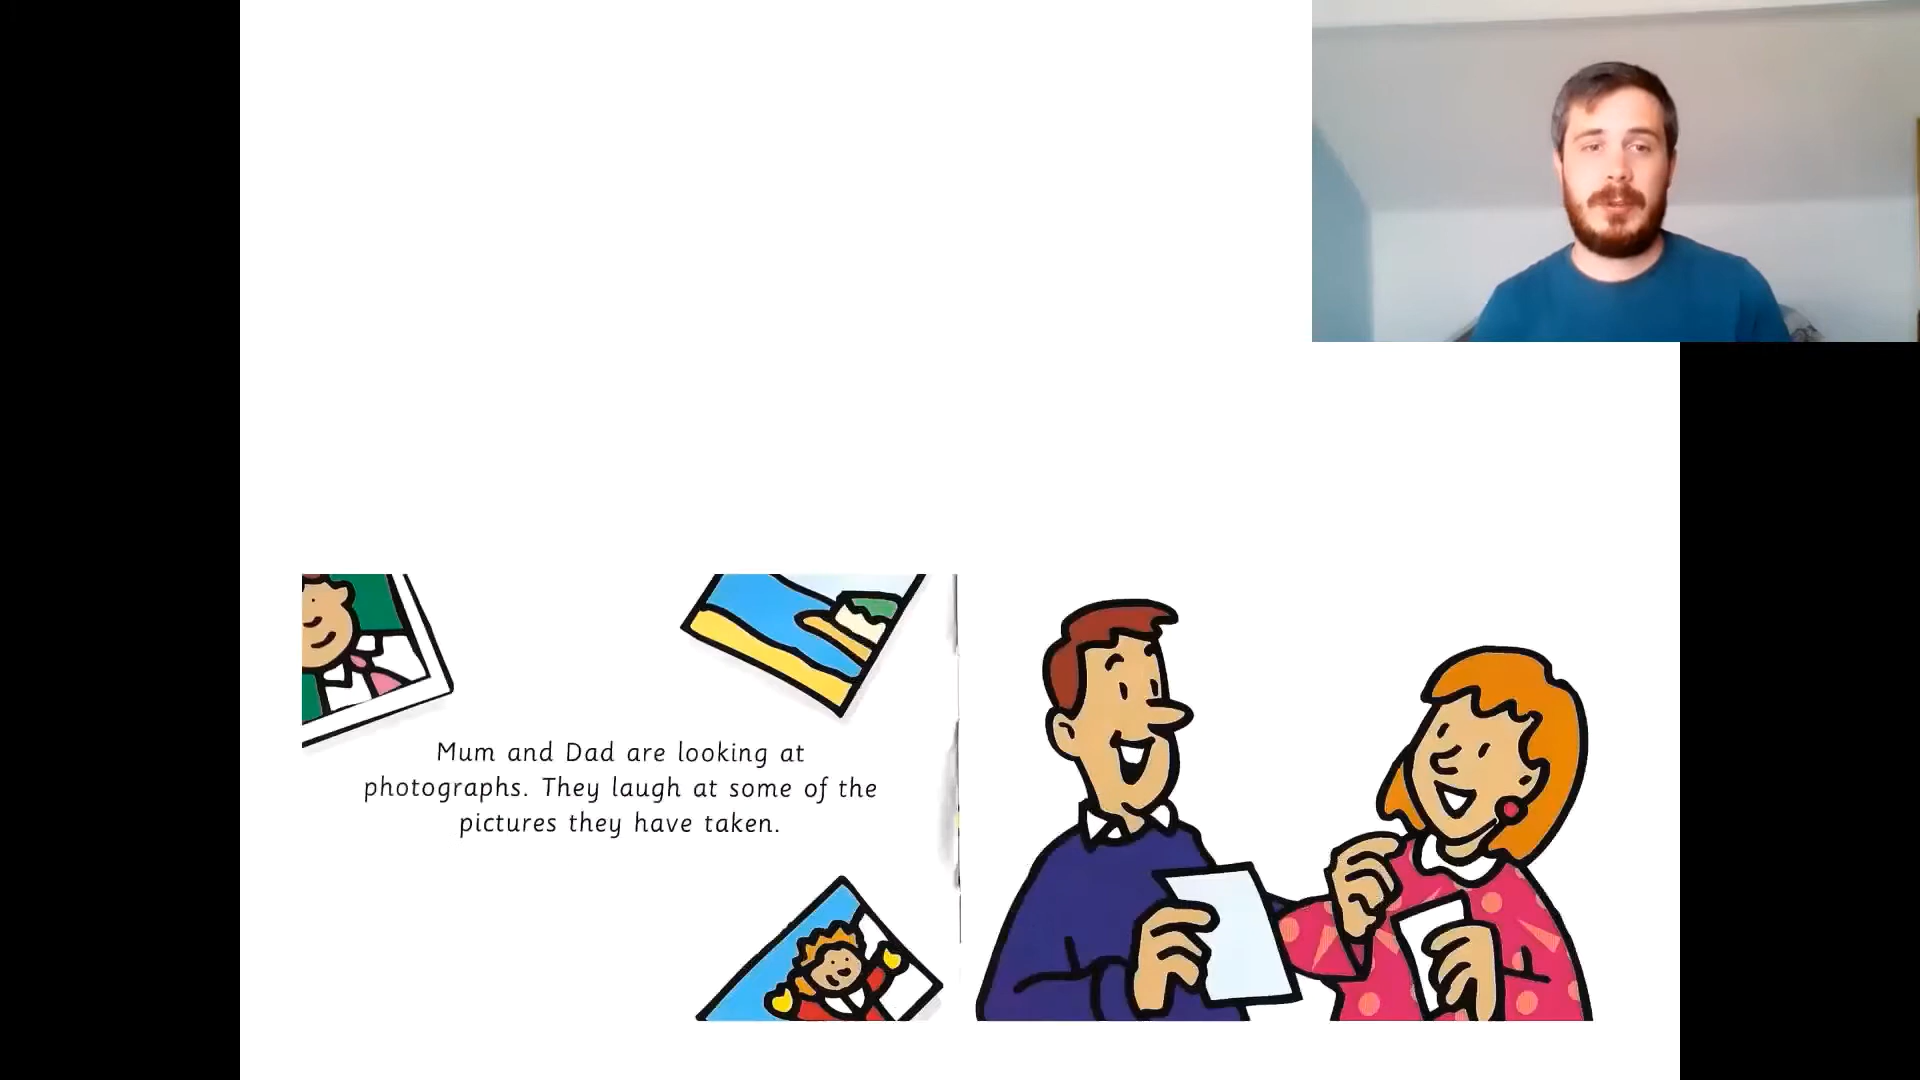 Mum and Dad are looking at
photographs. They laugh at some of the
pictures they have taken.